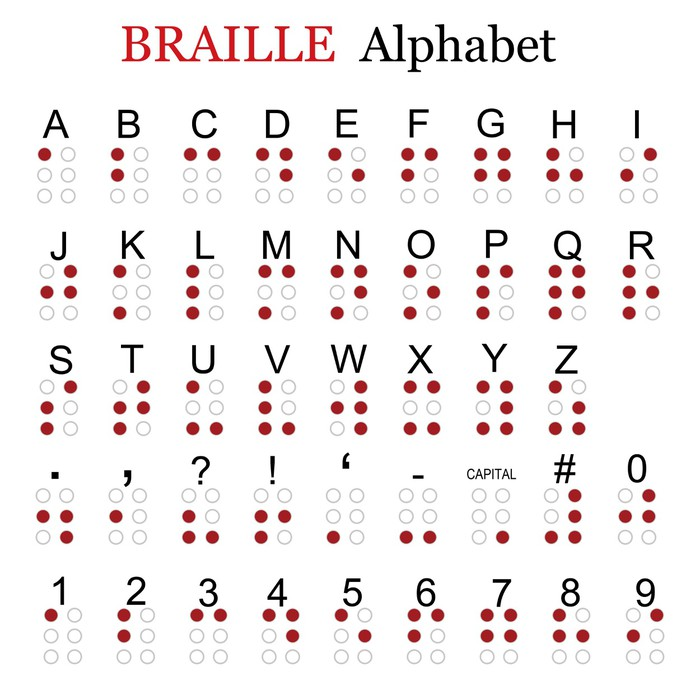 BRAILLE Alphabet
A B C D E F G H I
J K L M N O P Q R
S T U V W X Y Z
. , ? ! ‘ - CAPITAL # 0
1 2 3 4 5 6 7 8 9